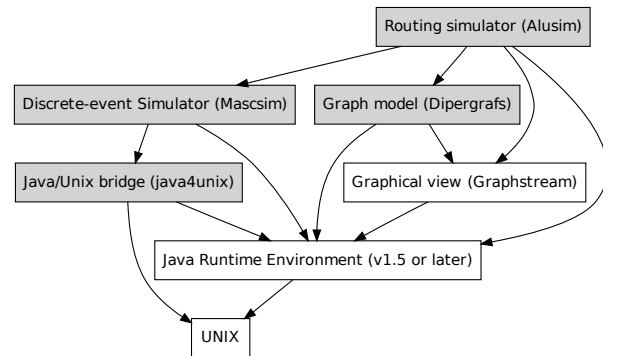 Routing simulator (Alusim)
Discrete-event Simulator (Mascsim)
Graph model (Dipergrafs)
Java/Unix bridge (java4unix)
Graphical view (Graphstream)
Java Runtime Environment (v1.5 or later)
UNIX